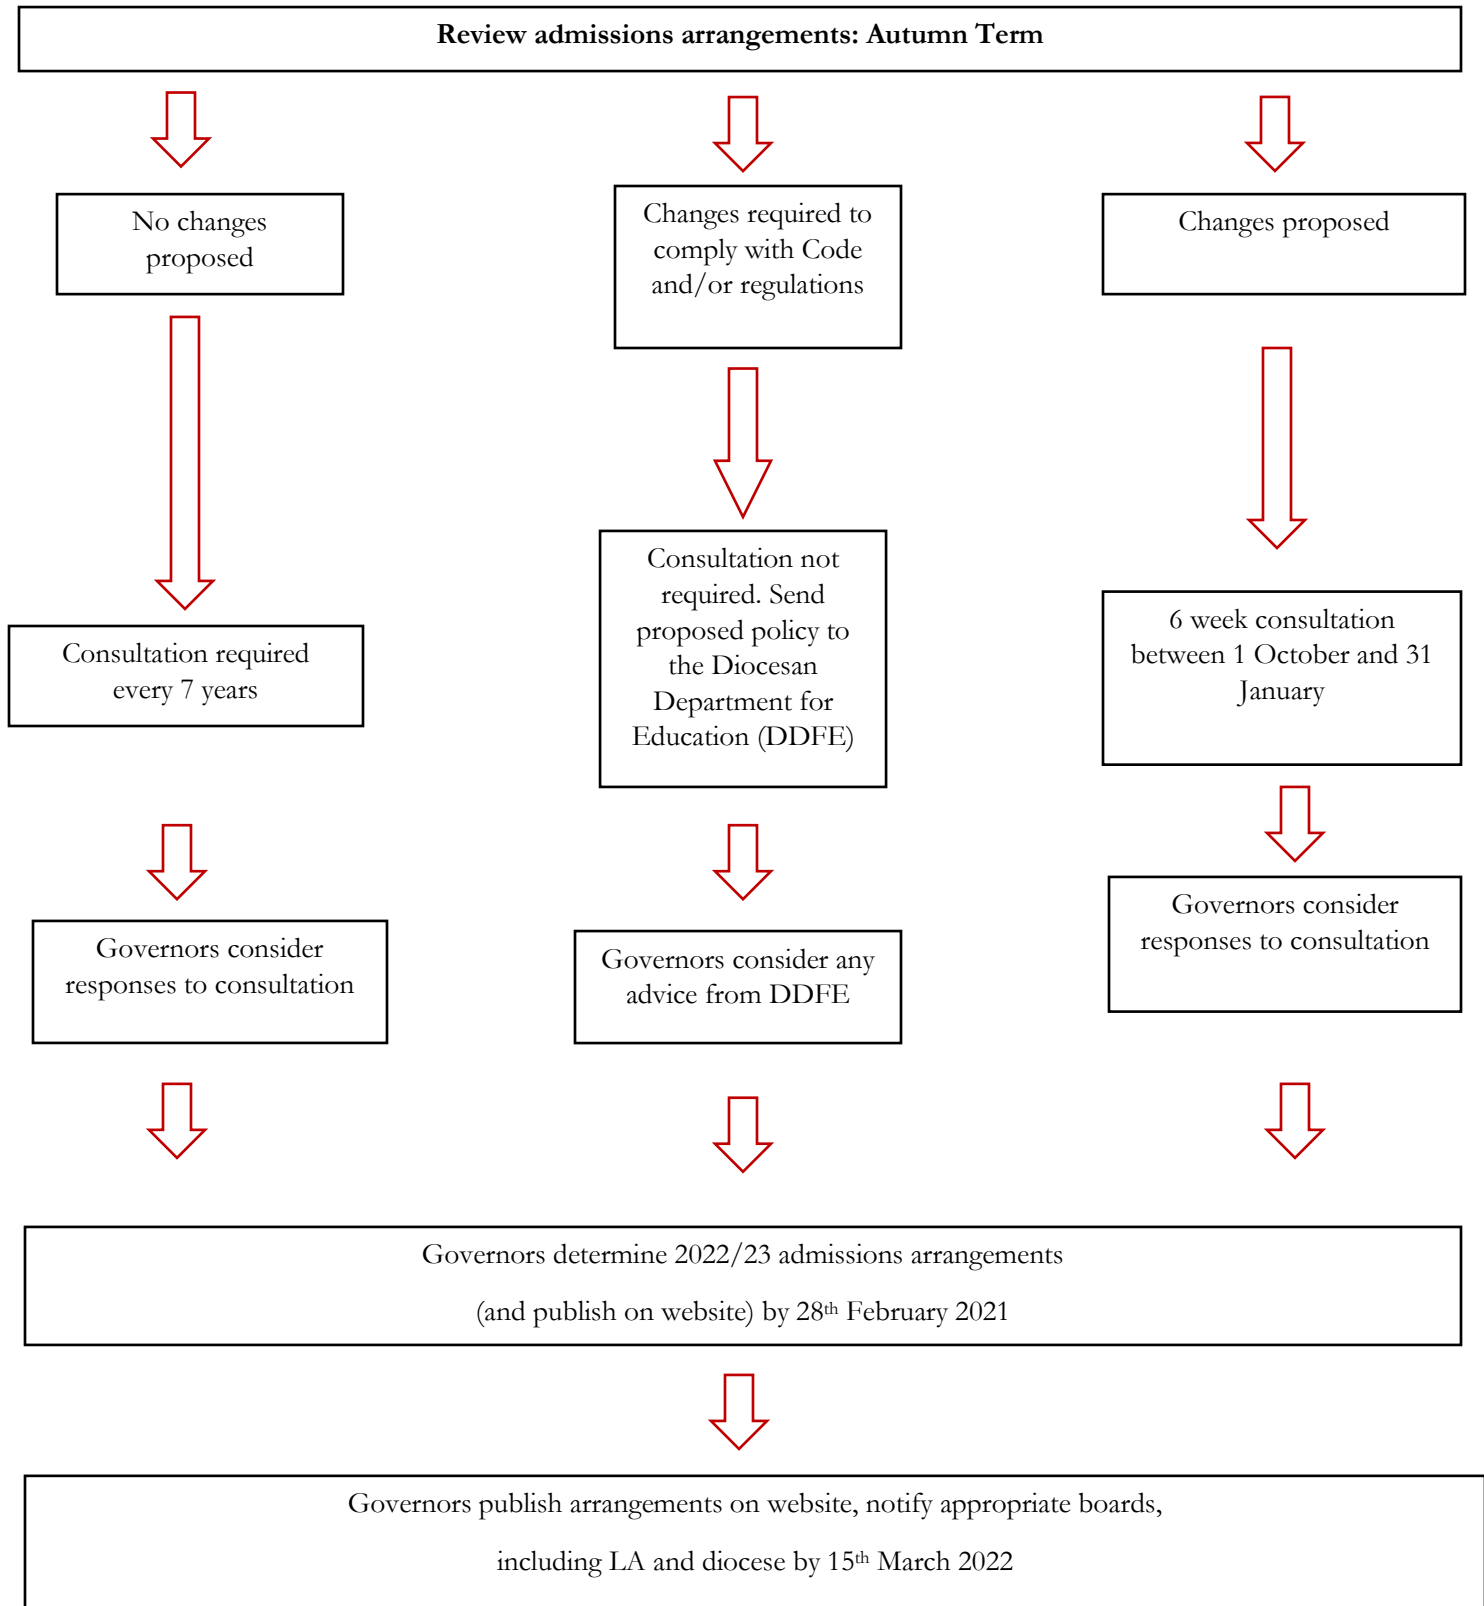 Review admissions arrangements: Autumn Term
No changes
proposed
Changes required to
comply with Code
and/or regulations
Changes proposed
Consultation required
every 7 years
Consultation not
required. Send
proposed policy to
the Diocesan
Department for
Education (DDFE)
6 week consultation
between 1 October and 31
January
Governors consider
responses to consultation
Governors consider any
advice from DDFE
Governors consider
responses to consultation
Governors determine 2022/23 admissions arrangements
(and publish on website) by 28th February 2021
Governors publish arrangements on website, notify appropriate boards,
including LA and diocese by 15th March 2022